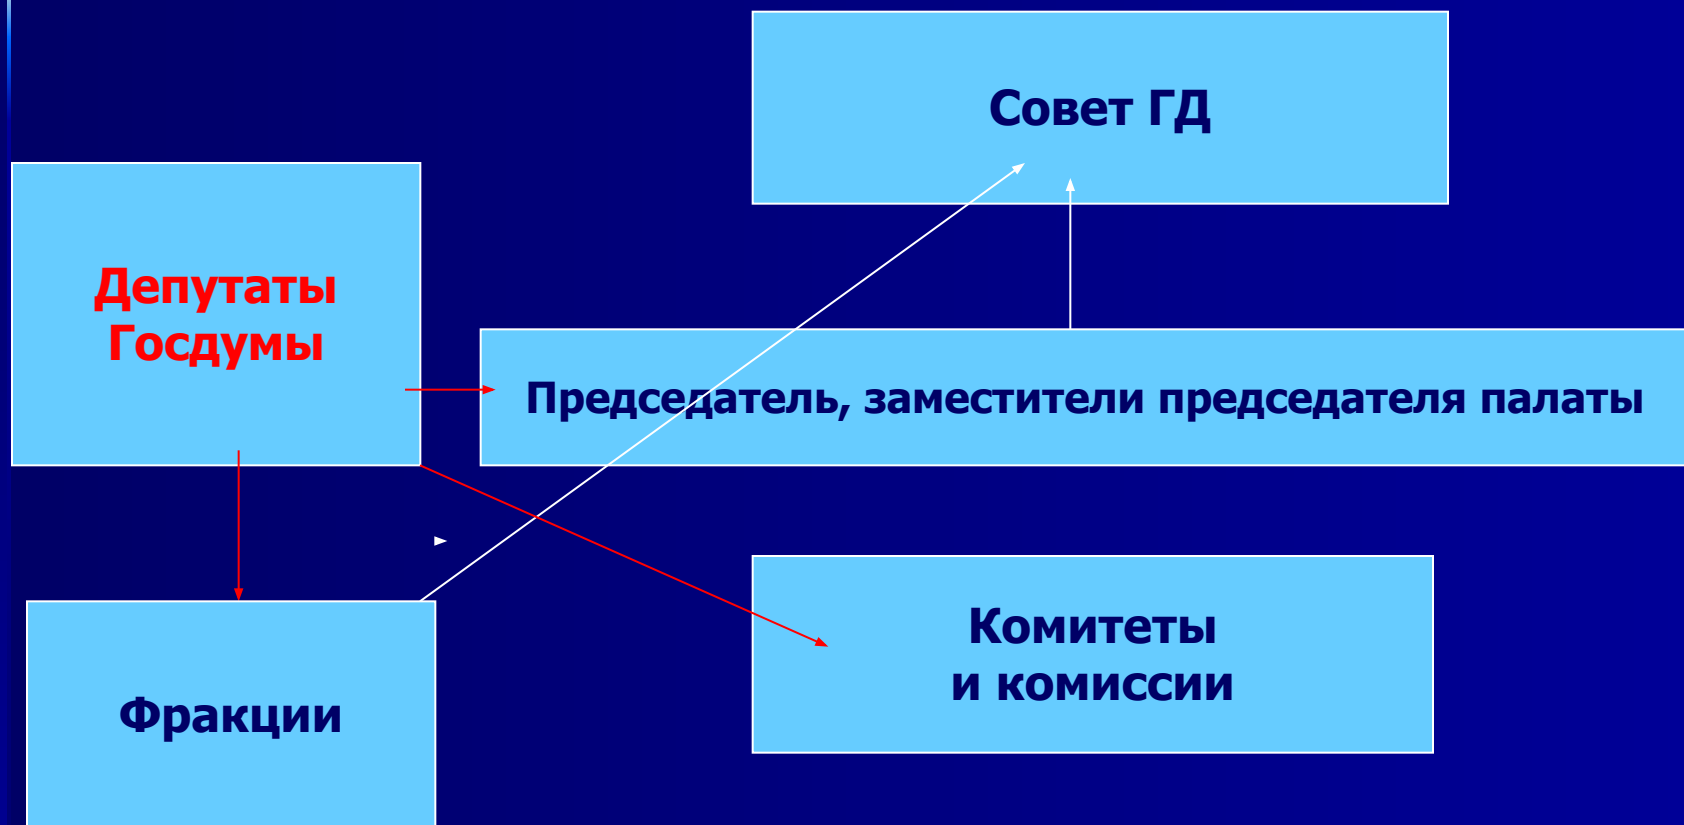 Совет ГД
Депутаты
Госдумы
Председатель, заместители председателя палаты
Комитеты
и комиссии
Фракции